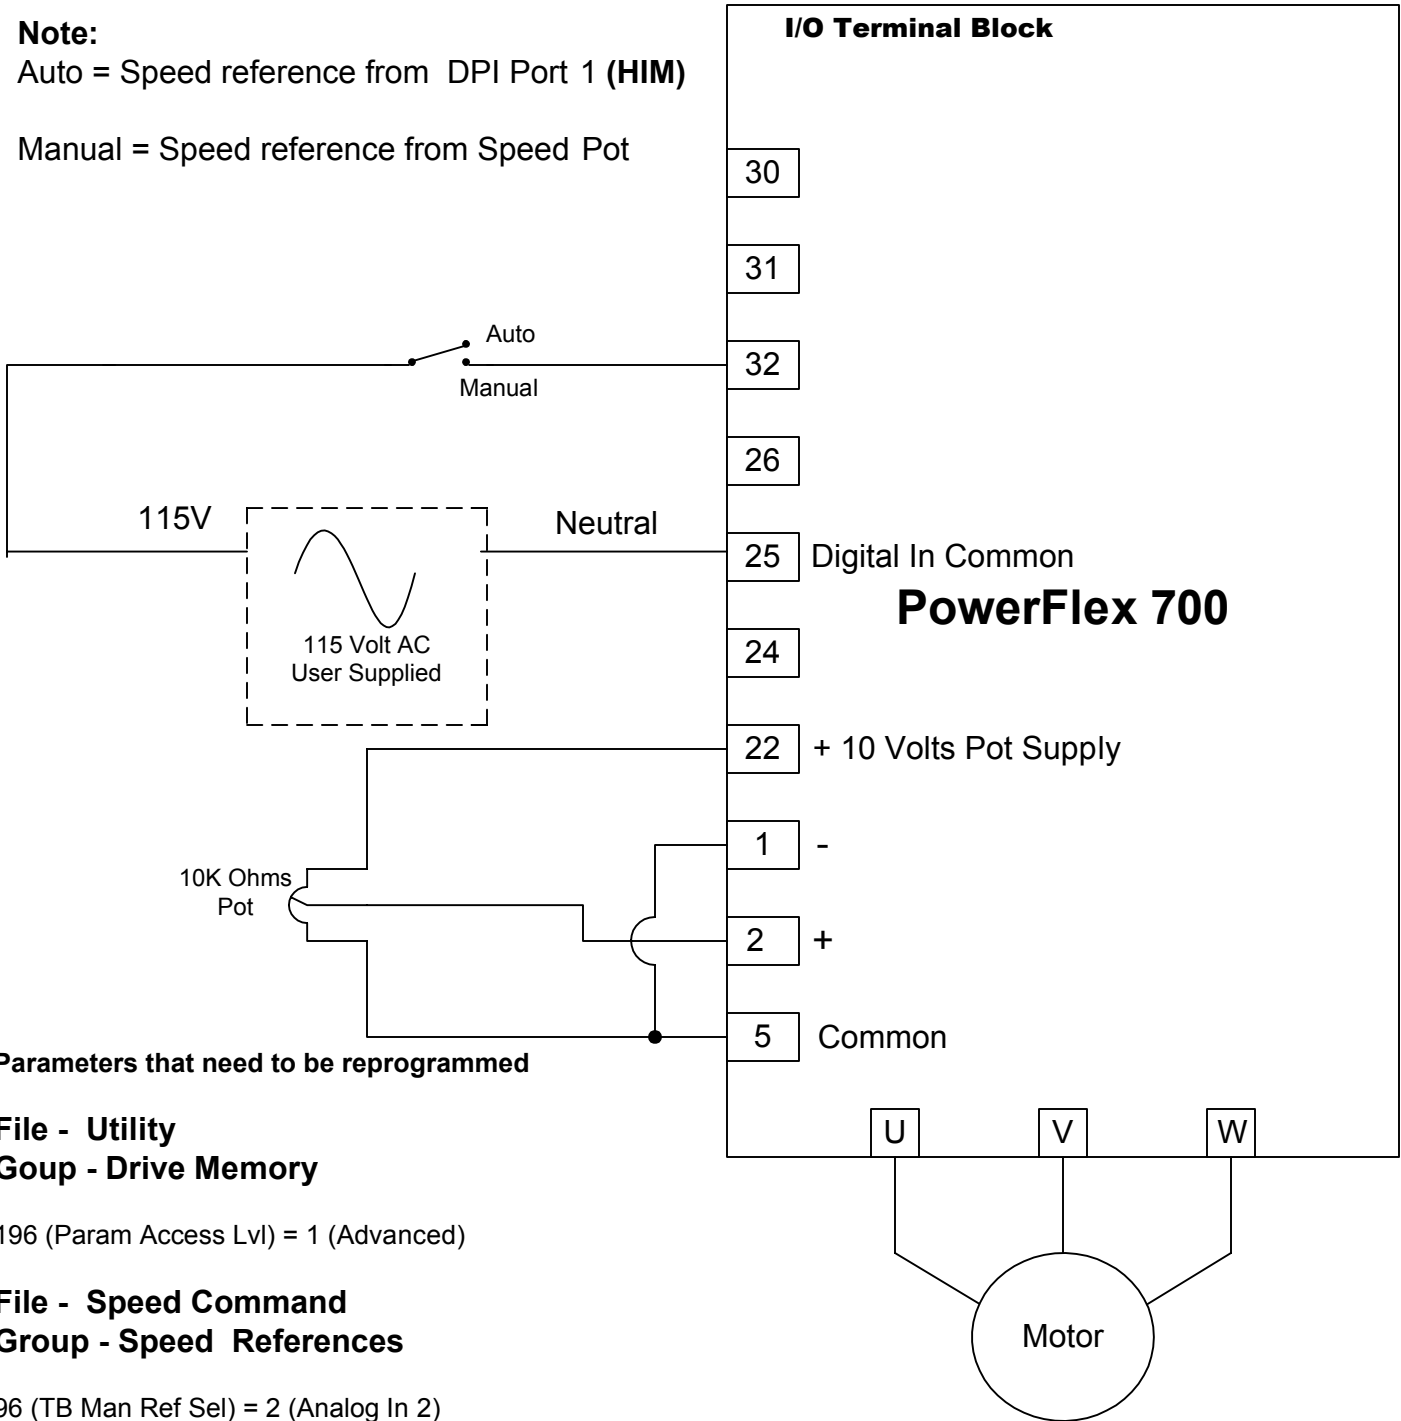 Note:
Auto = Speed reference from DPI Port 1 (HIM)
Manual = Speed reference from Speed Pot
I/O Terminal Block
30
31
Auto
32
Manual
26
115V
Neutral
25 Digital In Common
PowerFlex 700
115 Volt AC
User Supplied
24
22 + 10 Volts Pot Supply
1 -
10K Ohms
Pot
2 +
5 Common
Parameters that need to be reprogrammed
File - Utility
Goup - Drive Memory
U V W
196 (Param Access Lvl) = 1 (Advanced)
File - Speed Command
Group - Speed References
Motor
96 (TB Man Ref Sel) = 2 (Analog In 2)